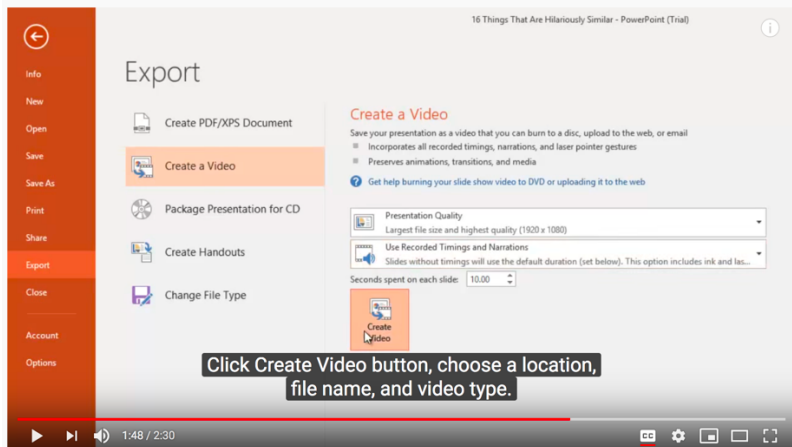 16 Things That Are Hilariously Similar - PowerPoint (Trial)
Info
New
Open
Save
Save As
Print
Share
Export
Close
Account
Options
Export
Create PDF/XPS Document
Create a Video
Package Presentation for CD
Create Handouts
Change File Type
Create a Video
Save your presentation as a video that you can burn to a disc, upload to the web, or email
Incorporates all recorded timings, narrations, and laser pointer gestures
Preserves animations, transitions, and media
Get help burning your slide show video to DVD or uploading it to the web
Presentation Quality
Largest file size and highest quality (1920 x 1080)
Use Recorded Timings and Narrations
Slides without timings will use the default duration (set below). This option includes ink and las...
Seconds spent on each slide: 10.00
Create
Video
Click Create Video button, choose a location,
file name, and video type.
1:48 / 2:30
CC